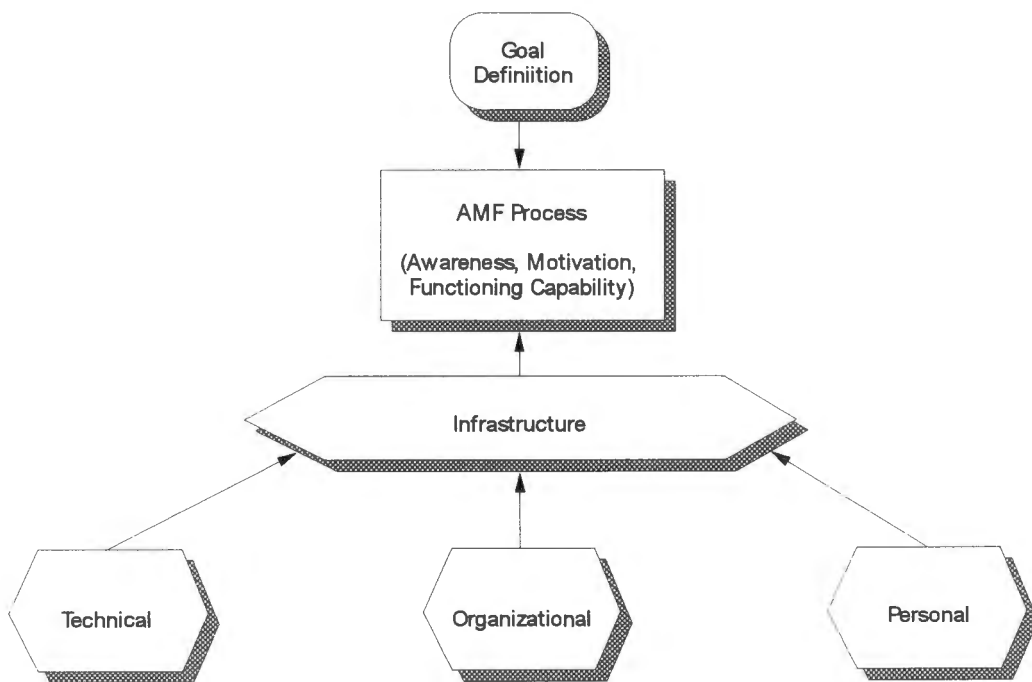 Goal
Definiition
AMF Process
(Awareness, Motivation,
Functioning Capability)
Infrastructure
Technical
Organizational
Personal